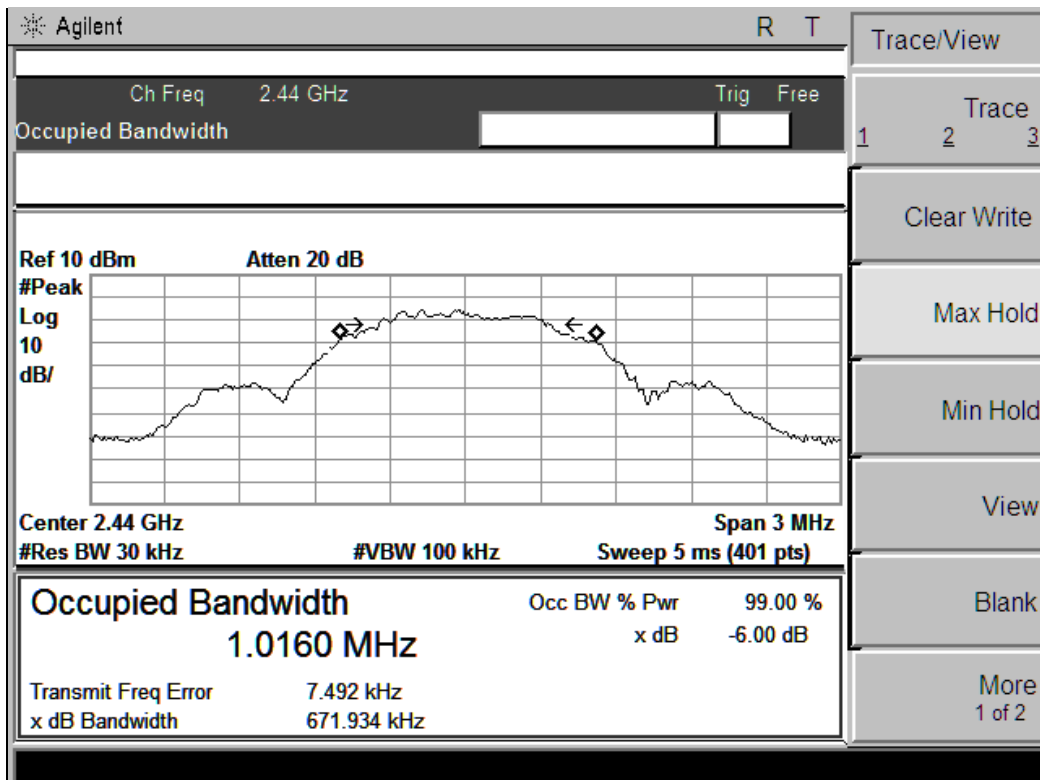 Agilent
R T
Ch Freq 2.44 GHz
Trig Free
Occupied Bandwidth
Ref 10 dBm
Atten 20 dB
#Peak
Log
10
dB/
Center 2.44 GHz
Span 3 MHz
#Res BW 30 kHz
#VBW 100 kHz
Sweep 5 ms (401 pts)
Occupied Bandwidth
1.0160 MHz
Occ BW % Pwr 99.00 %
x dB -6.00 dB
Transmit Freq Error 7.492 kHz
x dB Bandwidth 671.934 kHz
Trace/View
Trace
1 2 3
Clear Write
Max Hold
Min Hold
View
Blank
More
1 of 2